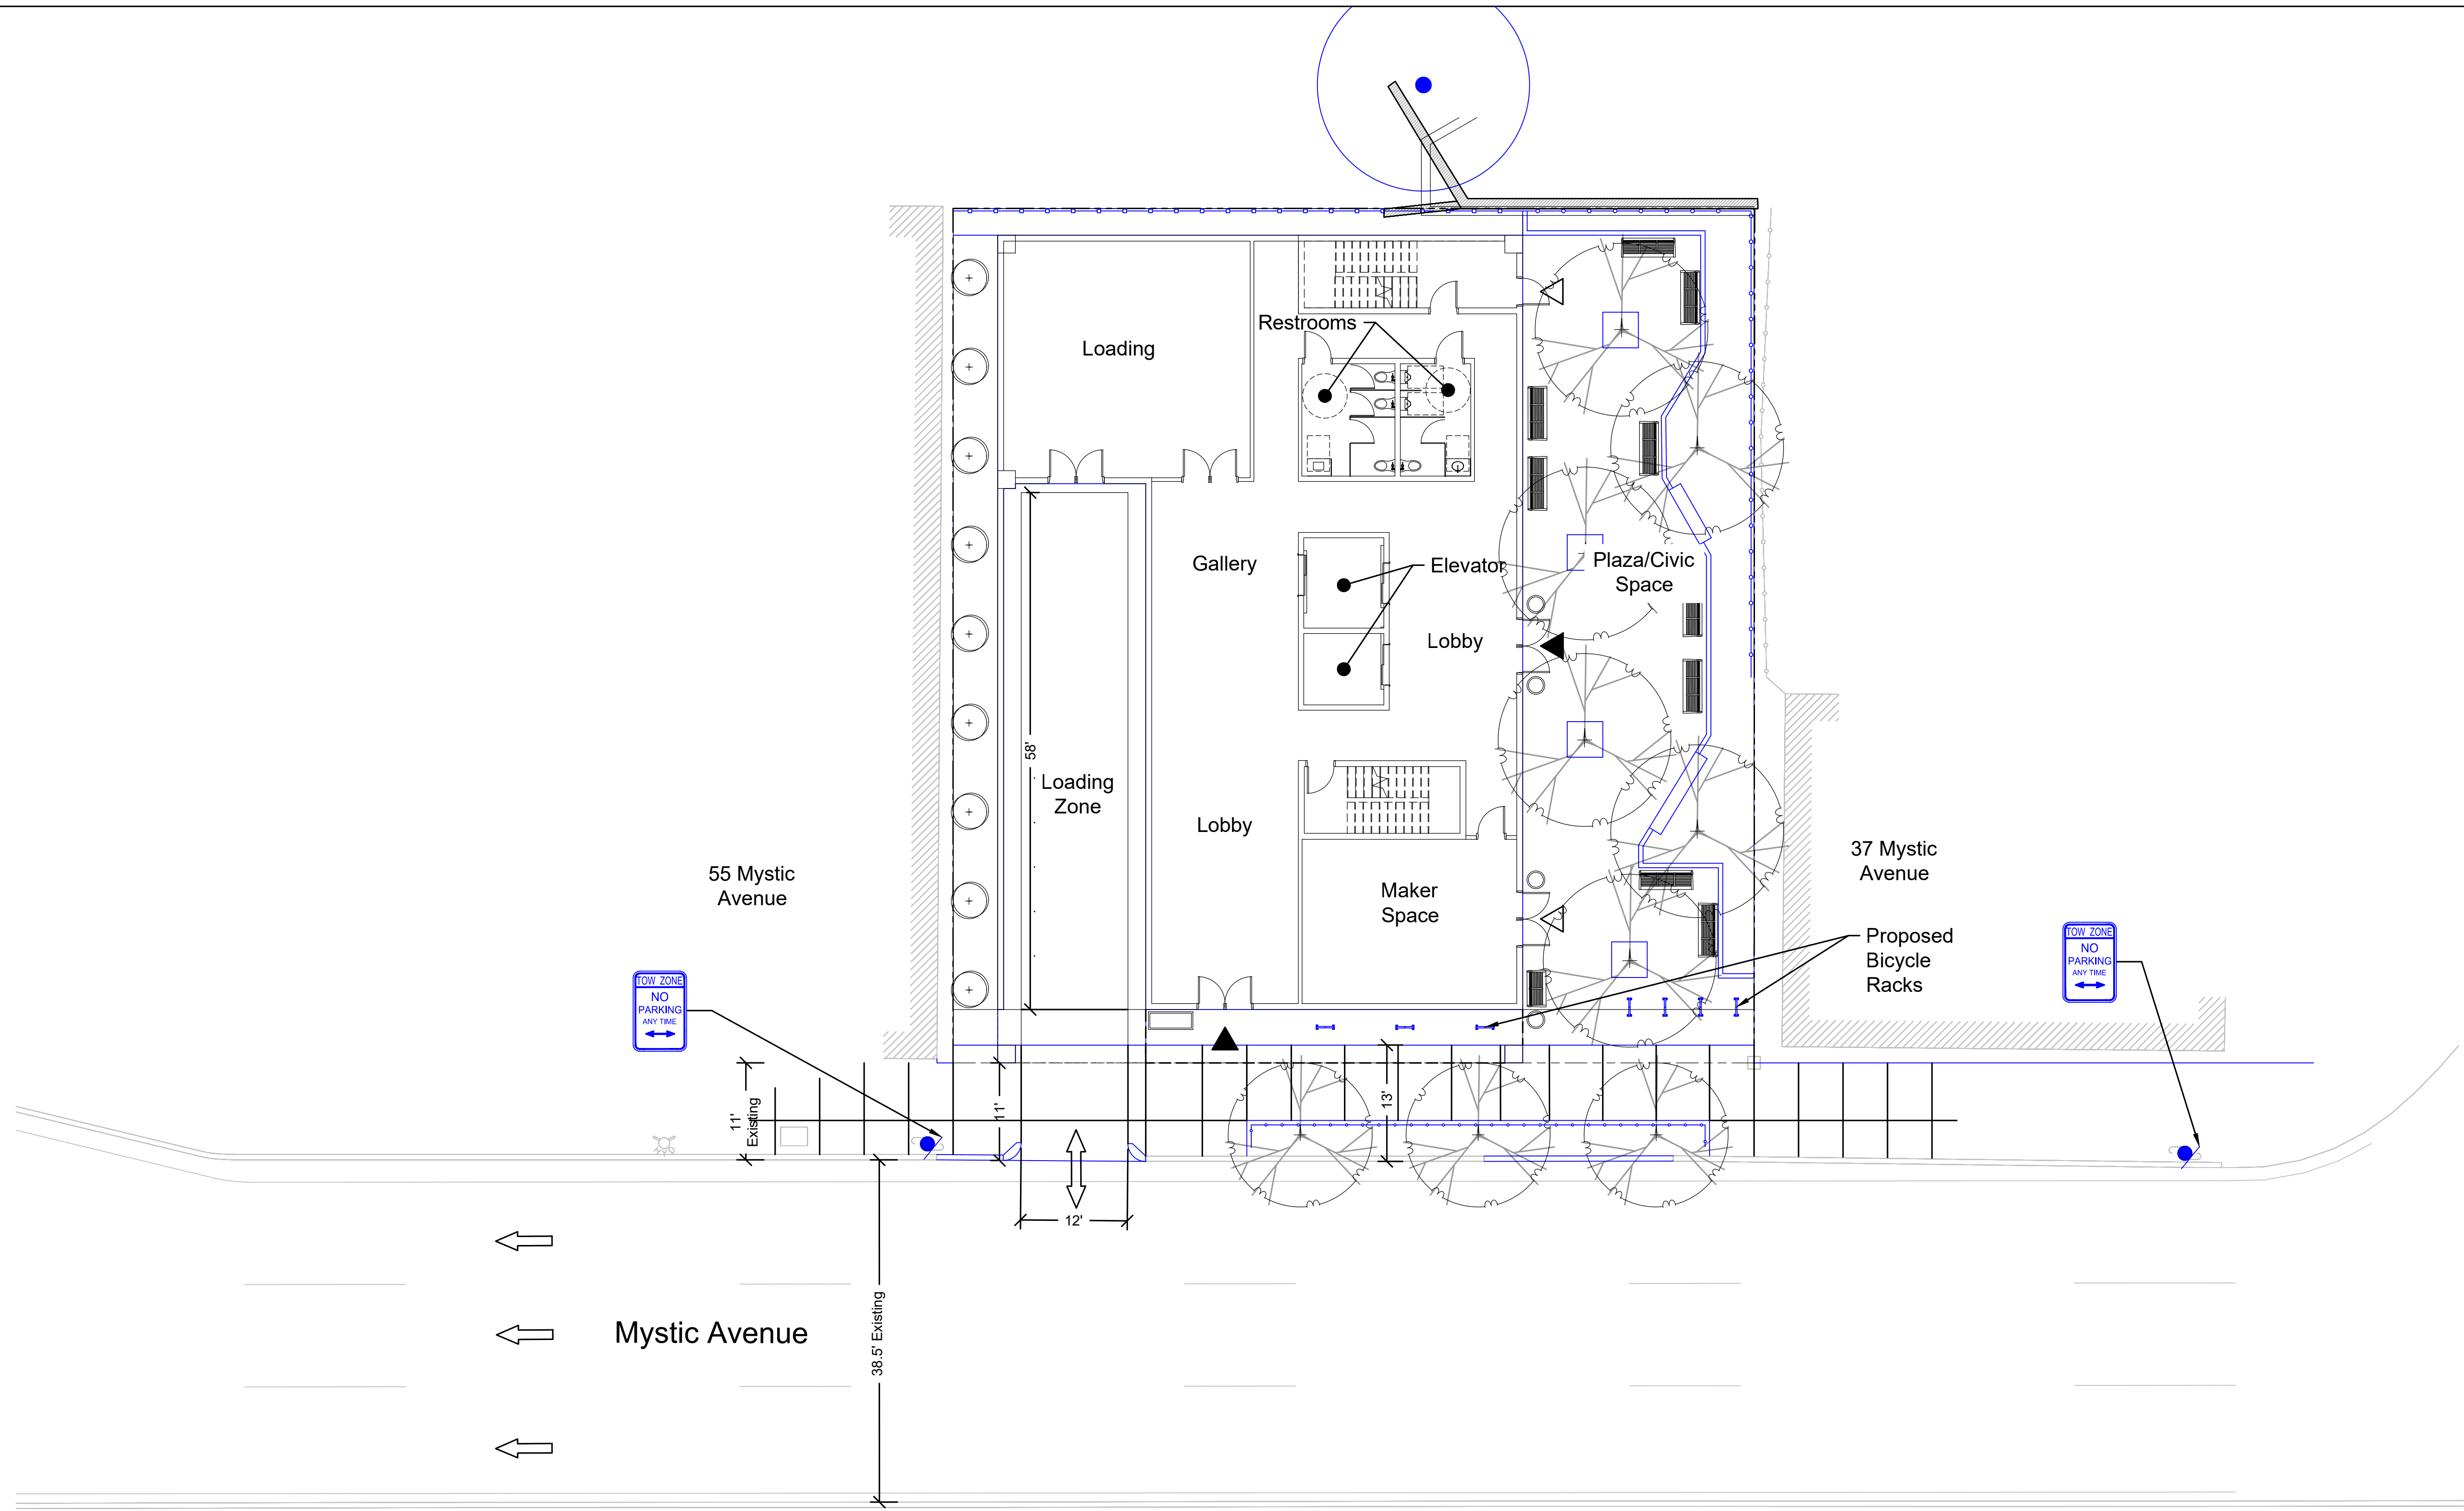 Restrooms
Loading
Gallery
Elevator
Plaza/Civic
Space
Lobby
58'
Loading
Zone
Lobby
55 Mystic
Avenue
37 Mystic
Avenue
Maker
Space
Proposed
Bicycle
Racks
TOW ZONE
NO
PARKING
ANY TIME
TOW ZONE
NO
PARKING
ANY TIME
11'
Existing
11'
13'
12'
38.5' Existing
Mystic Avenue